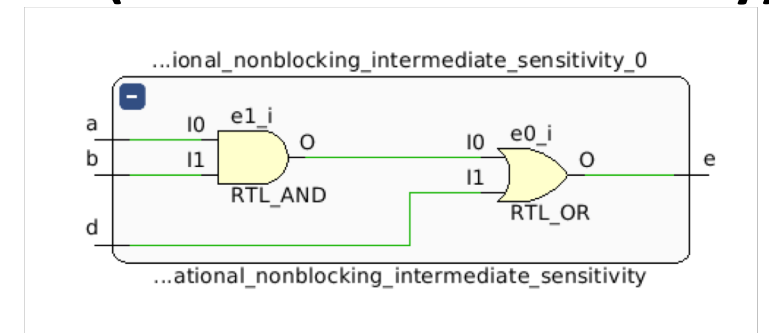 ...ional_nonblocking_intermediate_sensitivity_0
a
b
d
I0
I1
e1_i
O
RTL_AND
I0
I1
e0_i
O
RTL_OR
e
...ational_nonblocking_intermediate_sensitivity